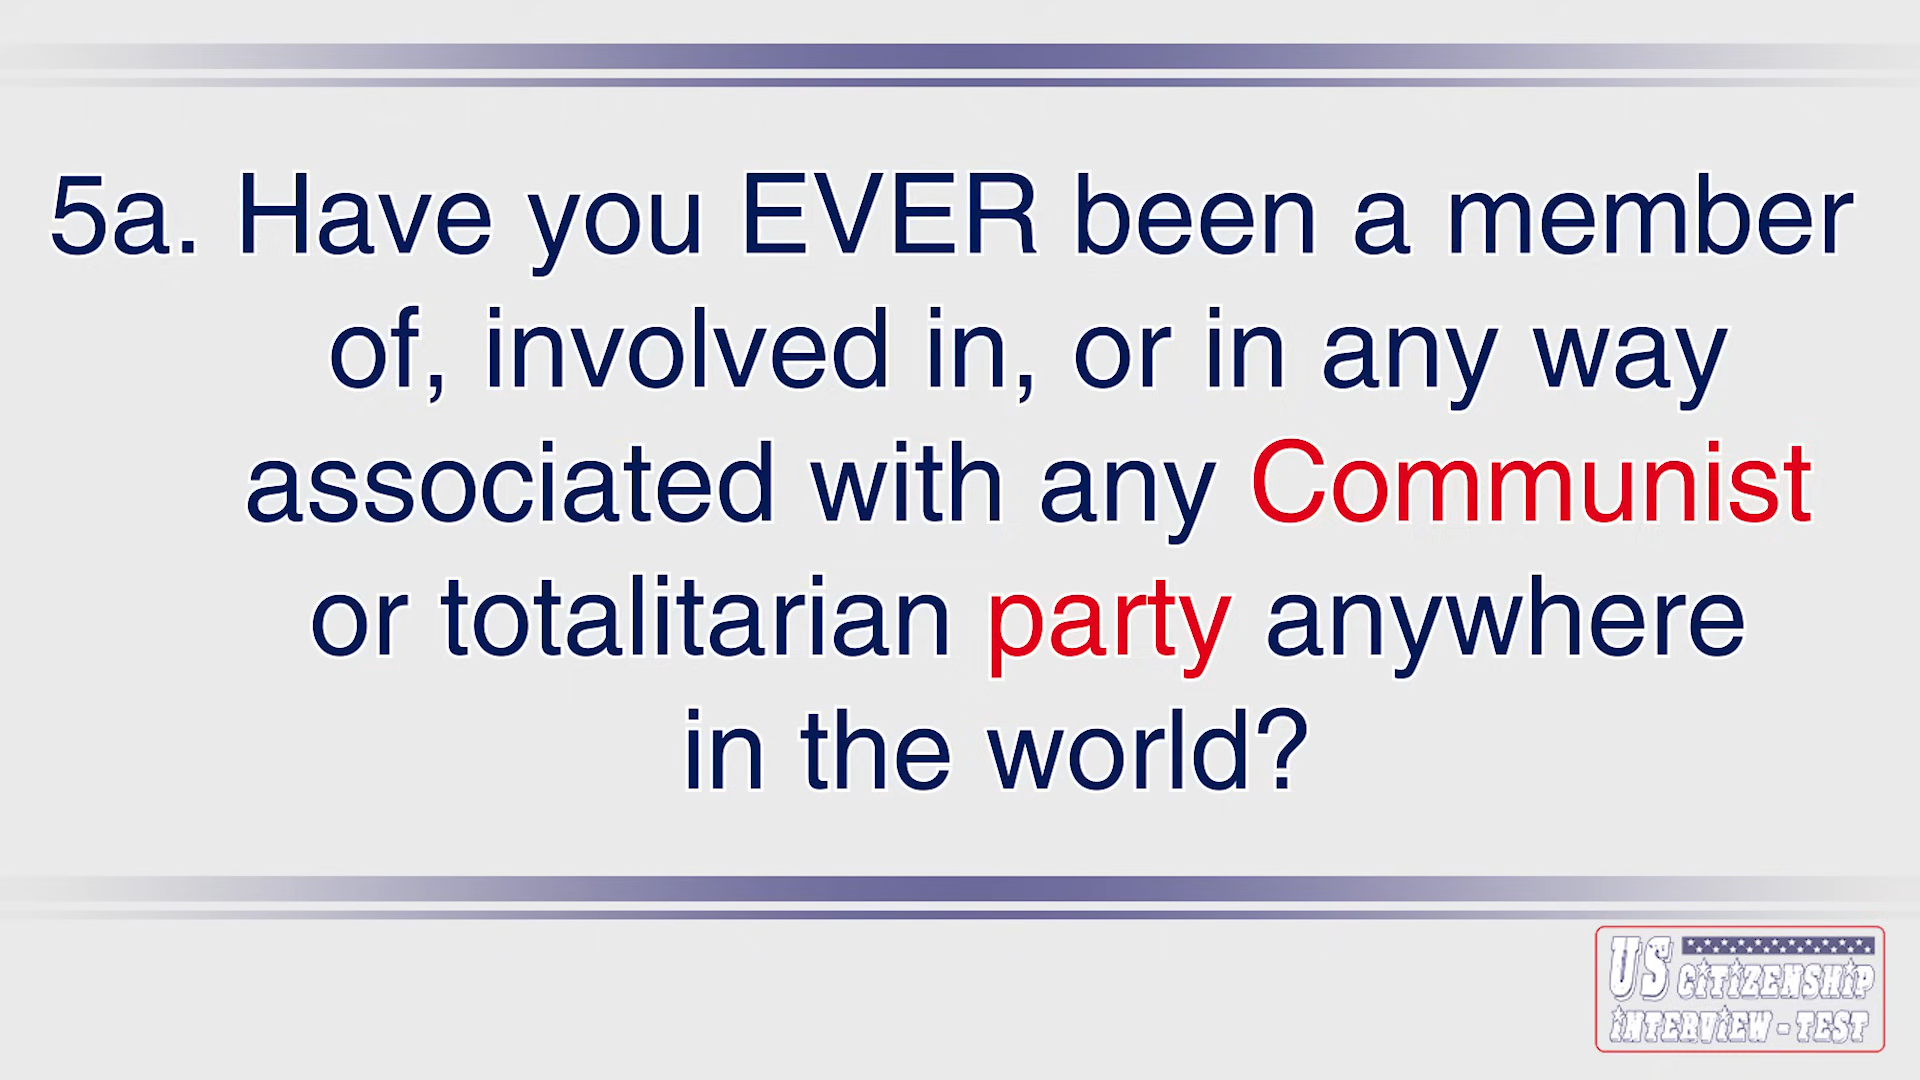 5a. Have you EVER been a member
of, involved in, or in any way
associated with any Communist
or totalitarian party anywhere
in the world?
US CITIZENSHIP
INTERVIEW - TEST